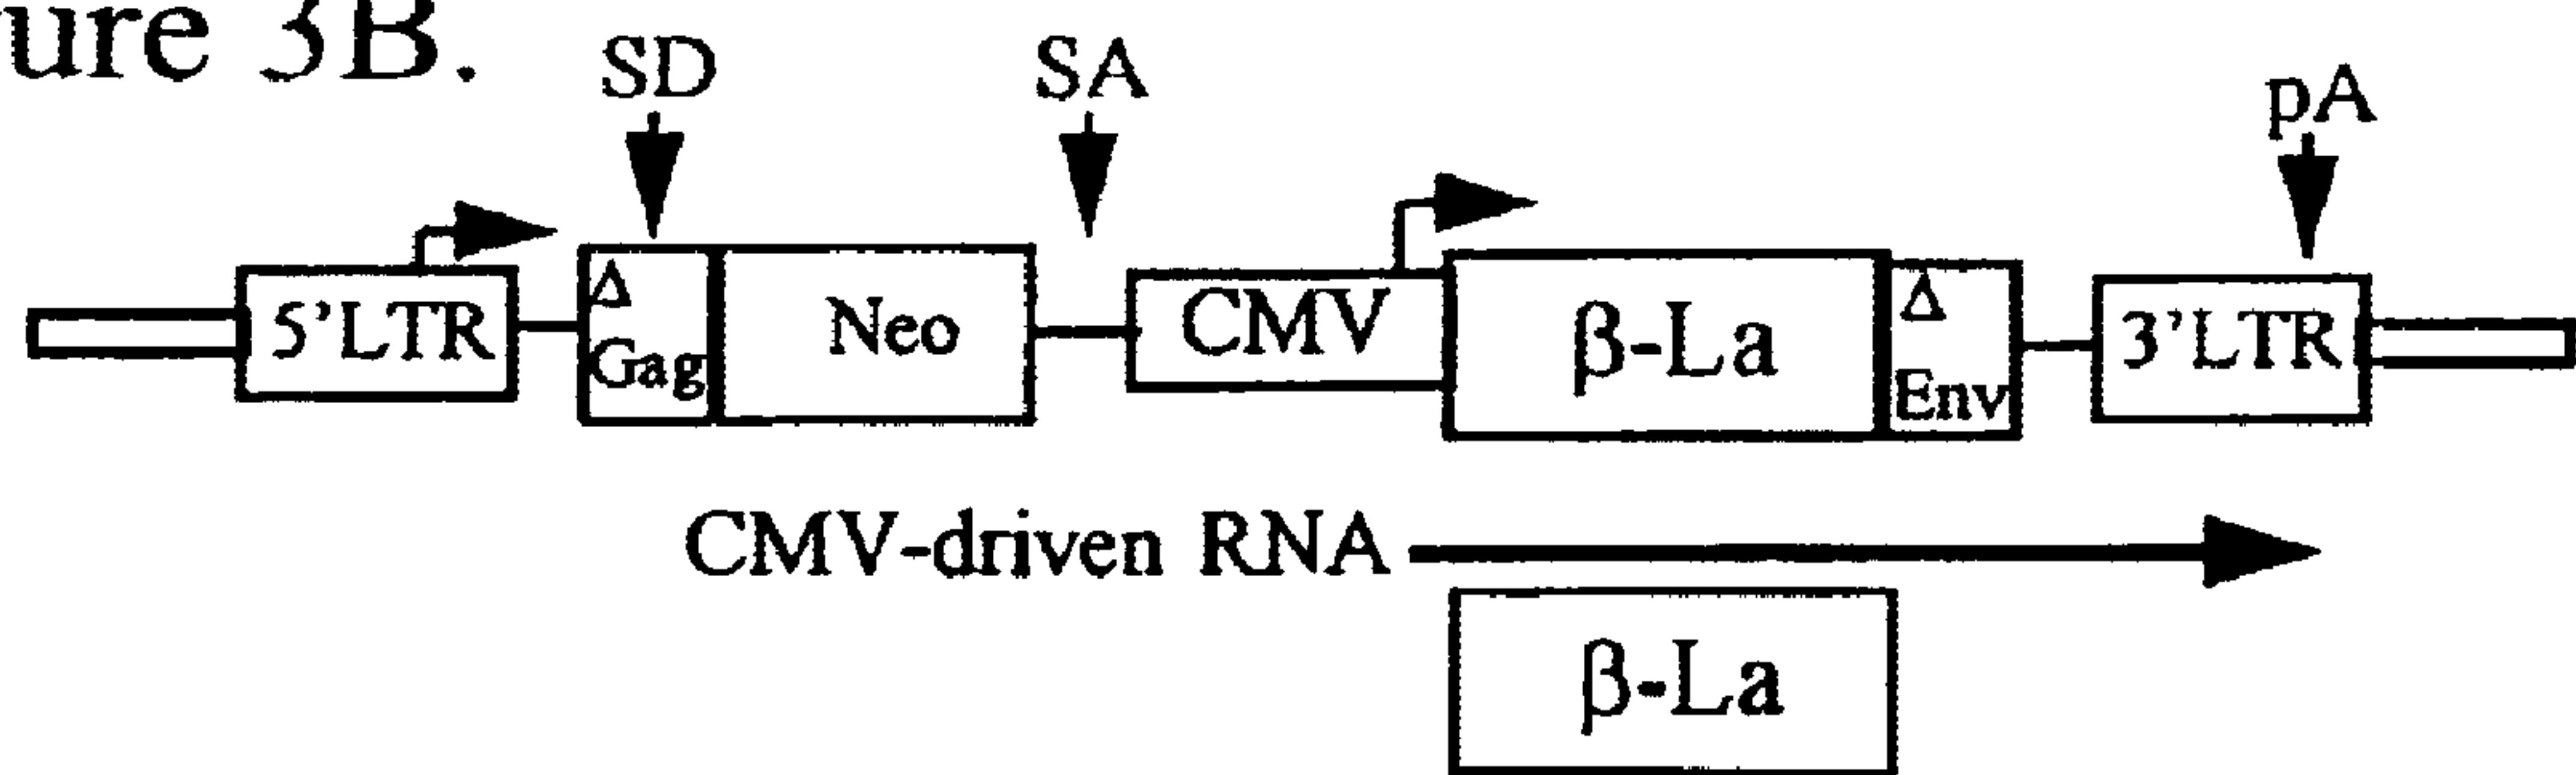 ure 3B.
SD
SA
pA
5'LTR
Δ
Gag
Neo
CMV
β-La
Δ
Env
3'LTR
CMV-driven RNA
β-La